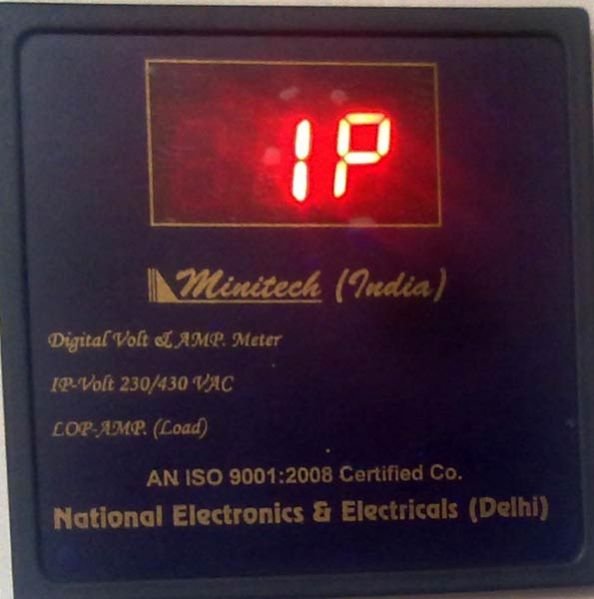 IP
Minitech (India)
Digital Volt & AMP. Meter
IP-Volt 230/430 VAC
LOP-AMP. (Load)
AN ISO 9001:2008 Certified Co.
National Electronics & Electricals (Delhi)